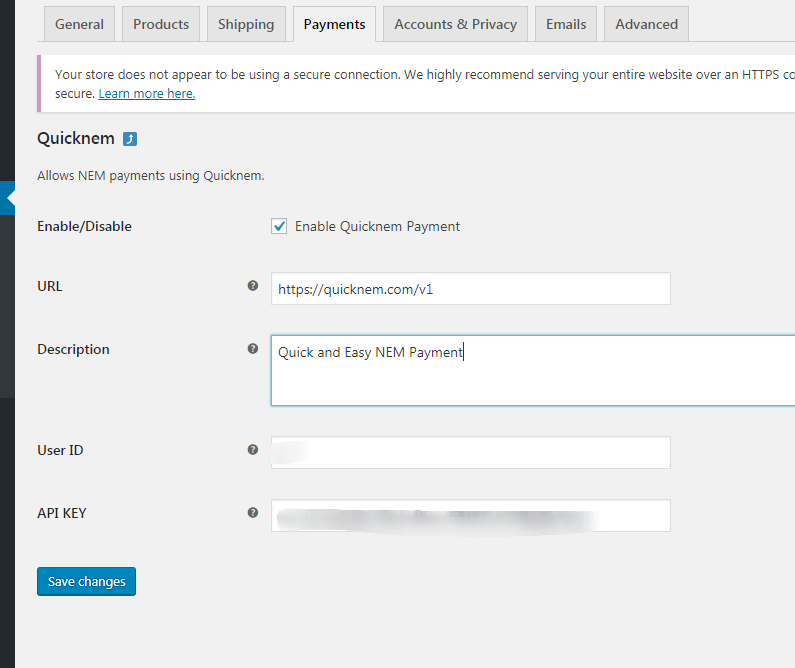 General Products Shipping Payments Accounts & Privacy Emails Advanced
Your store does not appear to be using a secure connection. We highly recommend serving your entire website over an HTTPS co
secure. Learn more here.
Quicknem
Allows NEM payments using Quicknem.
Enable/Disable Enable Quicknem Payment
URL https://quicknem.com/v1
Description Quick and Easy NEM Payment
User ID
API KEY
Save changes